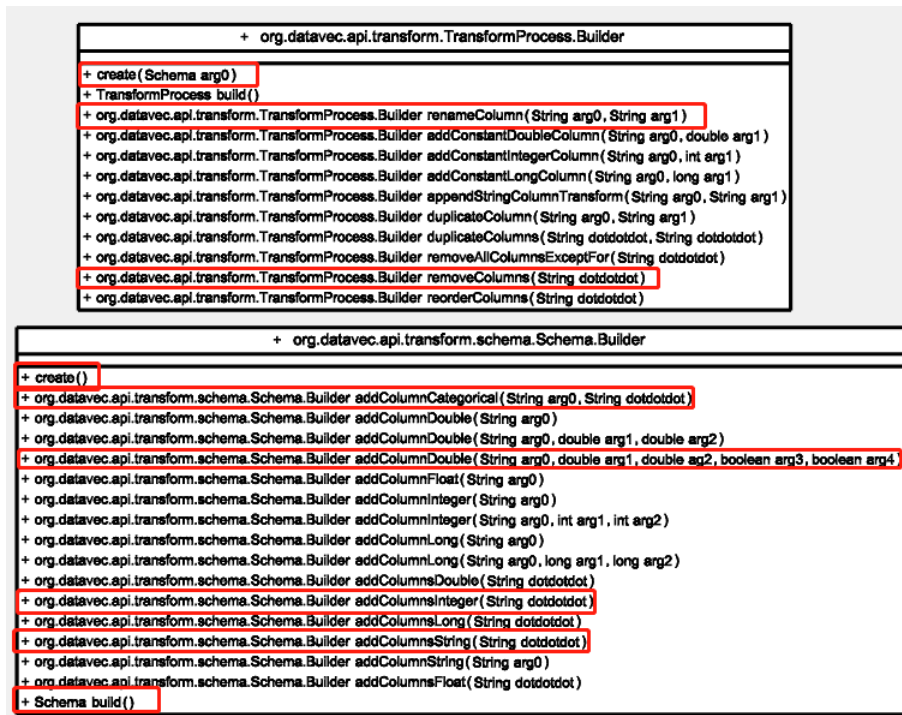 + org.datavec.api.transform.TransformProcess.Builder
+ create(Schema arg0)
+ TransformProcess build()
+ org.datavec.api.transform.TransformProcess.Builder renameColumn(String arg0, String arg1)
+ org.datavec.api.transform.TransformProcess.Builder addConstantDoubleColumn(String arg0, double arg1)
+ org.datavec.api.transform.TransformProcess.Builder addConstantIntegerColumn(String arg0, int arg1)
+ org.datavec.api.transform.TransformProcess.Builder addConstantLongColumn(String arg0, long arg1)
+ org.datavec.api.transform.TransformProcess.Builder appendStringColumnTransform(String arg0, String arg1)
+ org.datavec.api.transform.TransformProcess.Builder duplicateColumn(String arg0, String arg1)
+ org.datavec.api.transform.TransformProcess.Builder duplicateColumns(String dotdotdot, String dotdotdot)
+ org.datavec.api.transform.TransformProcess.Builder removeAllColumnsExceptFor(String dotdotdot)
+ org.datavec.api.transform.TransformProcess.Builder removeColumns(String dotdotdot)
+ org.datavec.api.transform.TransformProcess.Builder reorderColumns(String dotdotdot)
+ org.datavec.api.transform.schema.Schema.Builder
+ create()
+ org.datavec.api.transform.schema.Schema.Builder addColumnCategorical(String arg0, String dotdotdot)
+ org.datavec.api.transform.schema.Schema.Builder addColumnDouble(String arg0)
+ org.datavec.api.transform.schema.Schema.Builder addColumnDouble(String arg0, double arg1, double arg2)
+ org.datavec.api.transform.schema.Schema.Builder addColumnDouble(String arg0, double arg1, double ag2, boolean arg3, boolean arg4)
+ org.datavec.api.transform.schema.Schema.Builder addColumnFloat(String arg0)
+ org.datavec.api.transform.schema.Schema.Builder addColumnInteger(String arg0)
+ org.datavec.api.transform.schema.Schema.Builder addColumnInteger(String arg0, int arg1, int arg2)
+ org.datavec.api.transform.schema.Schema.Builder addColumnLong(String arg0)
+ org.datavec.api.transform.schema.Schema.Builder addColumnLong(String arg0, long arg1, long arg2)
+ org.datavec.api.transform.schema.Schema.Builder addColumnsDouble(String dotdotdot)
+ org.datavec.api.transform.schema.Schema.Builder addColumnsInteger(String dotdotdot)
+ org.datavec.api.transform.schema.Schema.Builder addColumnsLong(String dotdotdot)
+ org.datavec.api.transform.schema.Schema.Builder addColumnsString(String dotdotdot)
+ org.datavec.api.transform.schema.Schema.Builder addColumnString(String arg0)
+ org.datavec.api.transform.schema.Schema.Builder addColumnsFloat(String dotdotdot)
+ Schema build()